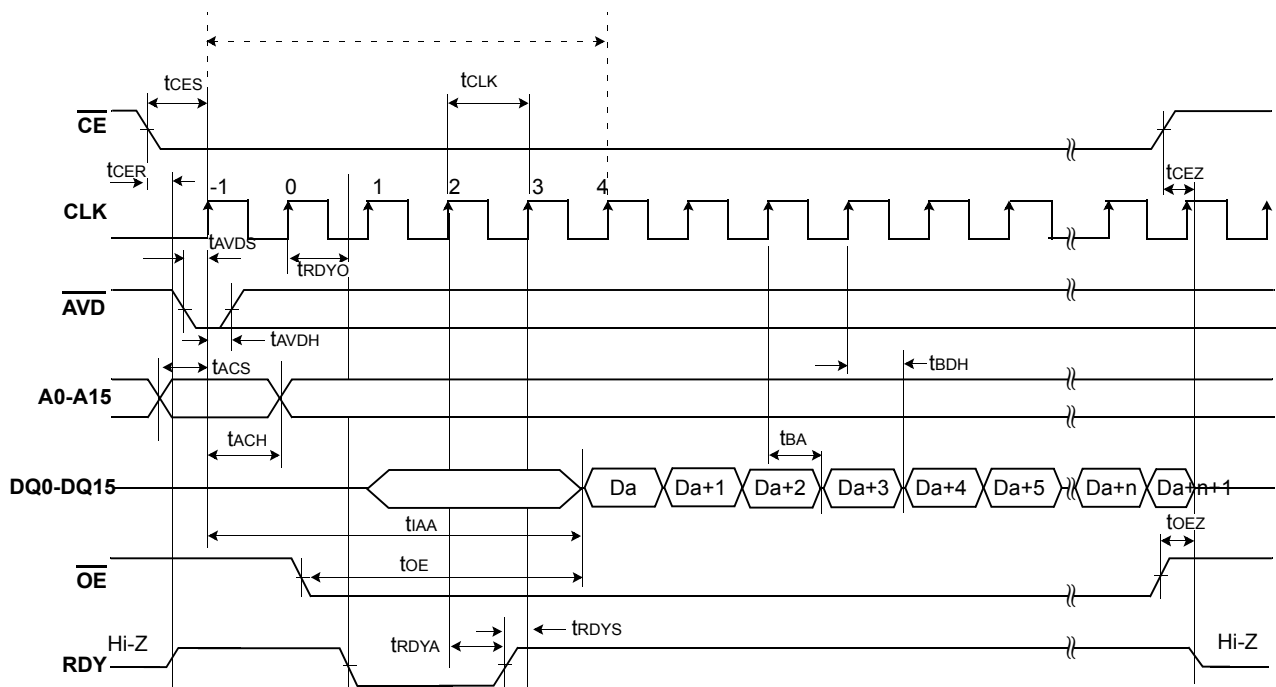 tCES
tCLK
CE
tCER
-1 0 1 2 3 4
tCEZ
CLK
tAVDS
tRDYO
AVD
tAVDH
tACS
tBDH
A0-A15
tACH
tBA
DQ0-DQ15
Da Da+1 Da+2 Da+3 Da+4 Da+5 Da+n Da+n+1
tIAA
tOEZ
tOE
OE
tRDYS
Hi-Z
tRDYA
Hi-Z
RDY